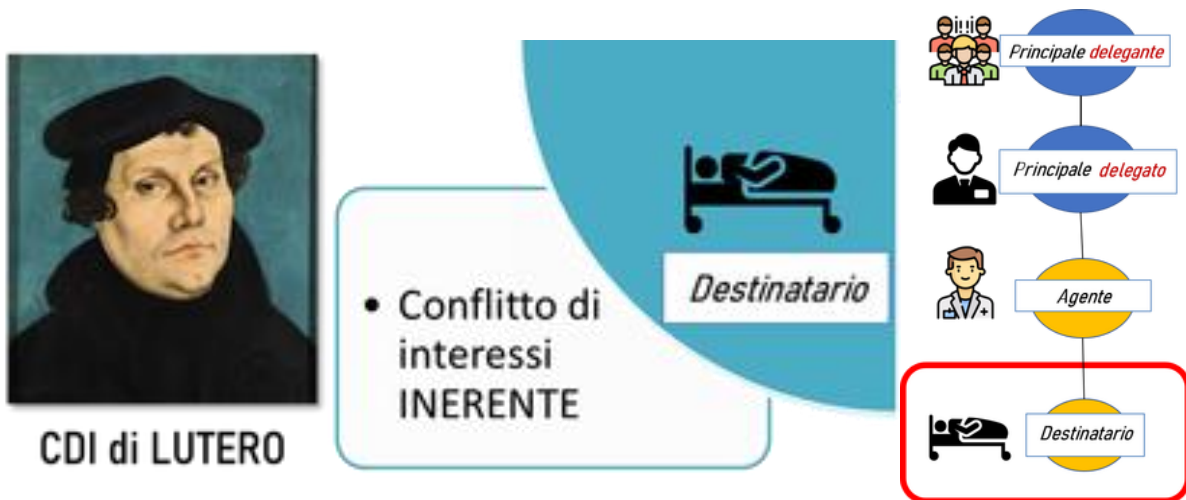 CDI di LUTERO
• Conflitto di
interessi
INERENTE
Destinatario
Principale delegante
Principale delegato
Agente
Destinatario